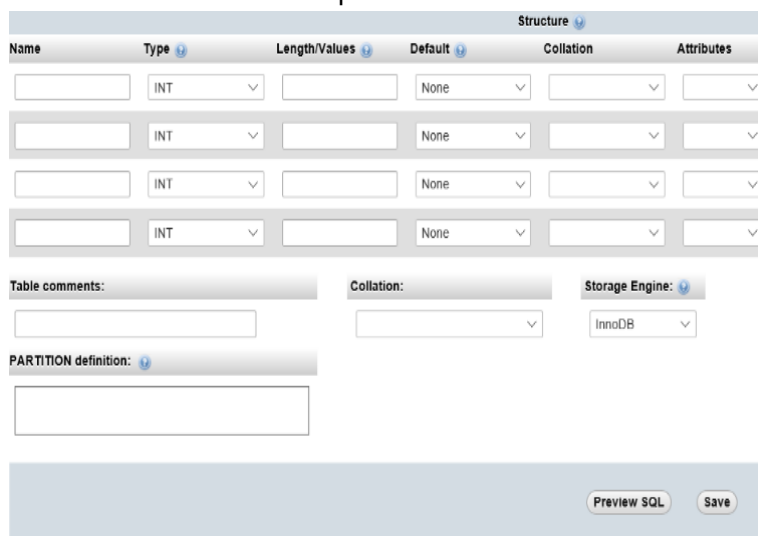 Structure
Name Type Length/Values Default Collation Attributes
INT None
INT None
INT None
INT None
Table comments: Collation: Storage Engine:
InnoDB
PARTITION definition:
Preview SQL Save